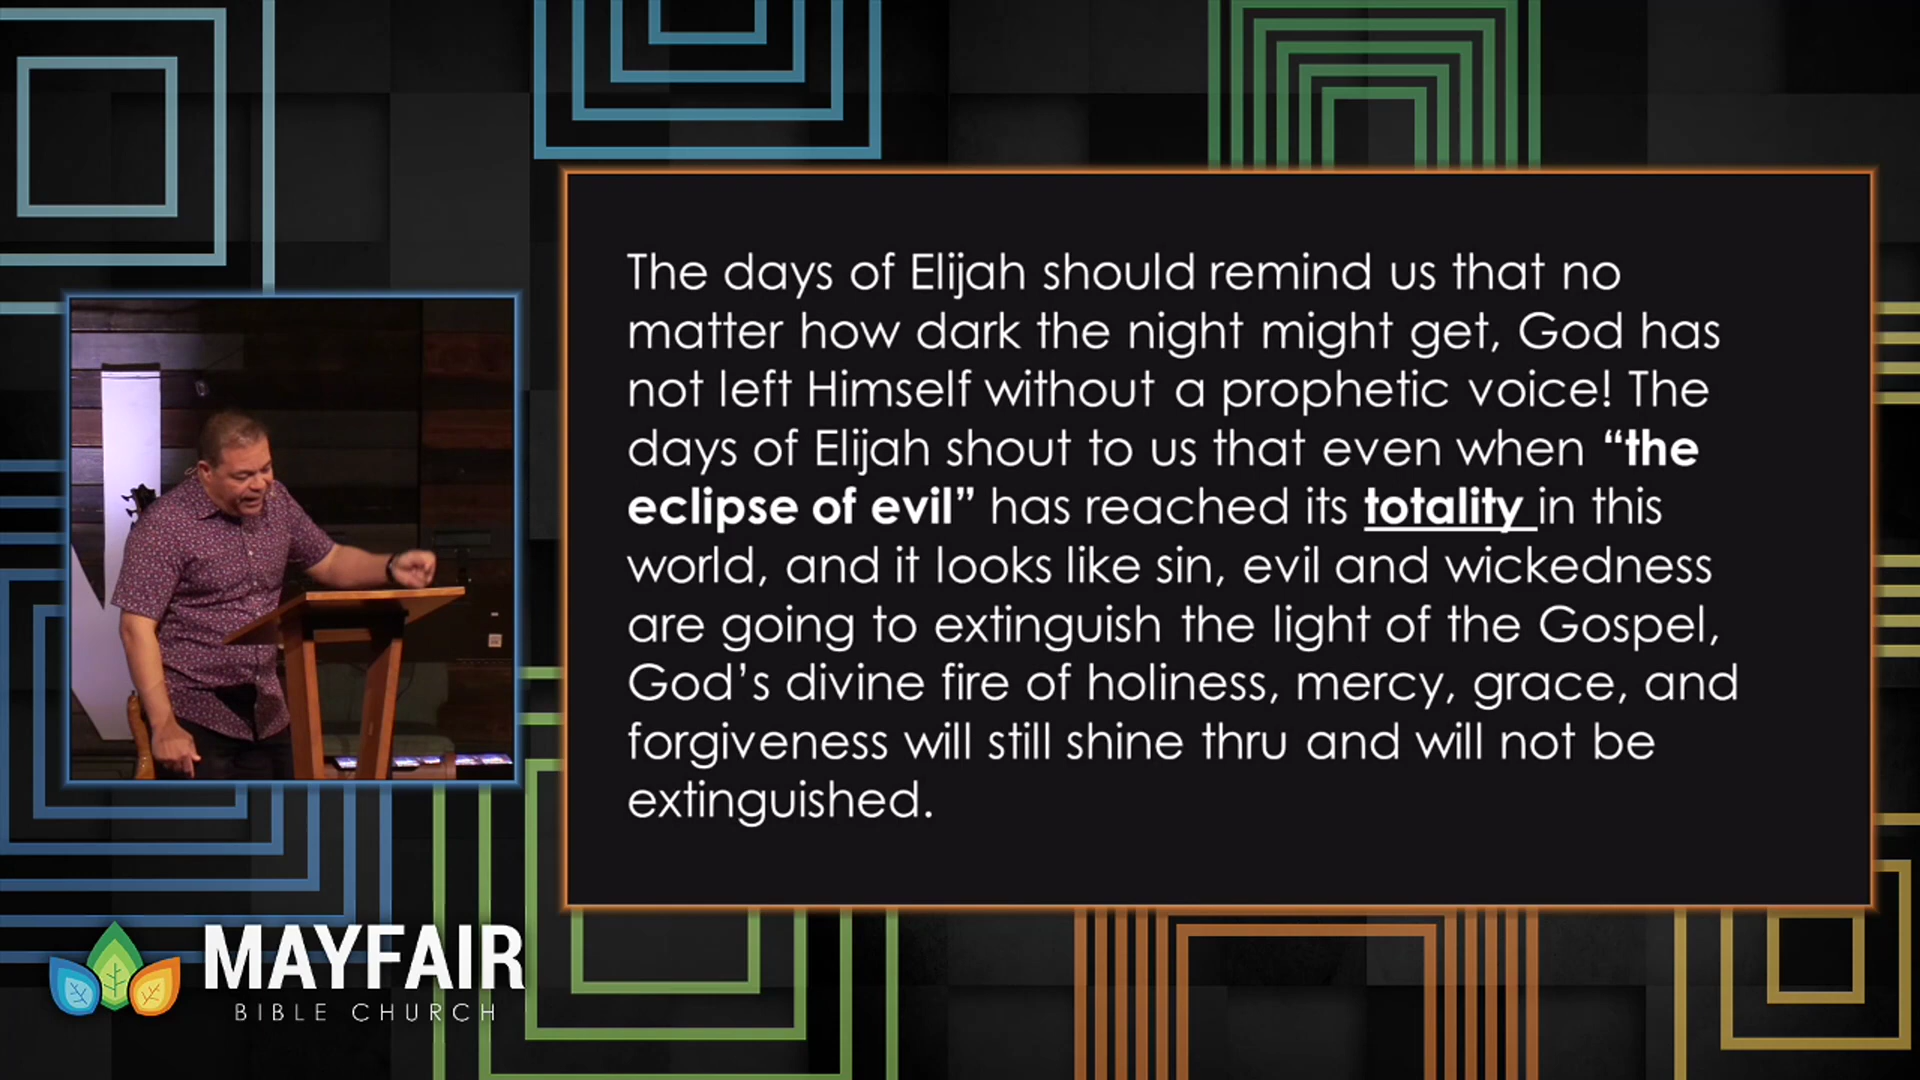 The days of Elijah should remind us that no
matter how dark the night might get, God has
not left Himself without a prophetic voice! The
days of Elijah shout to us that even when “the
eclipse of evil” has reached its totality in this
world, and it looks like sin, evil and wickedness
are going to extinguish the light of the Gospel,
God’s divine fire of holiness, mercy, grace, and
forgiveness will still shine thru and will not be
extinguished.
MAYFAIR
BIBLE CHURCH